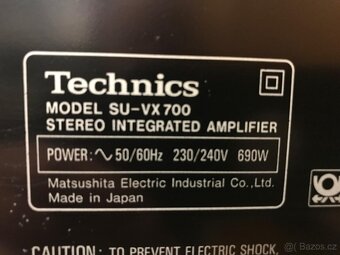 Technics
MODEL SU-VX700
STEREO INTEGRATED AMPLIFIER
POWER: ∿ 50/60Hz 230/240V 690W
Matsushita Electric Industrial Co.,Ltd.
Made in Japan
CAUTION: TO PREVENT ELECTRIC SHOCK,
Bazos.cz